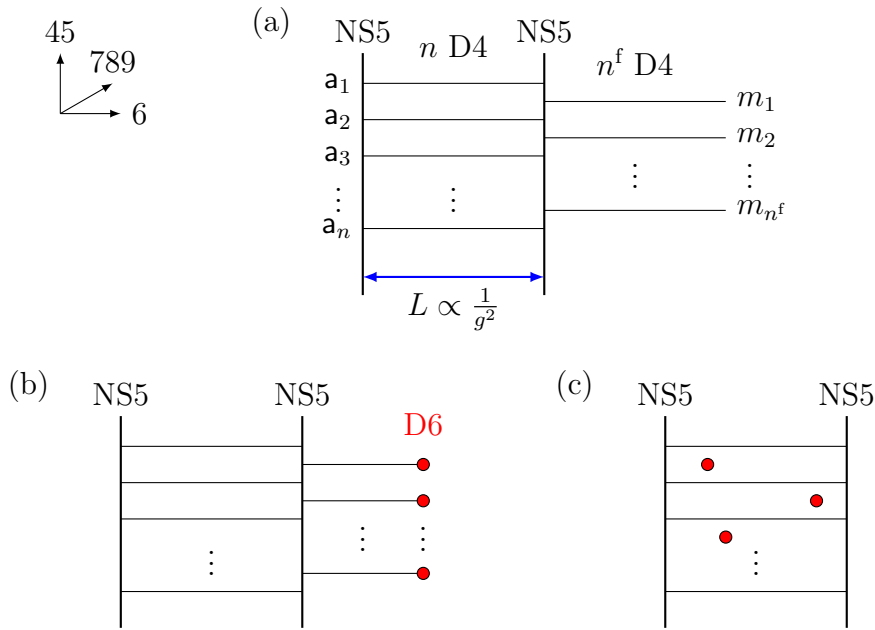 45
789
6
(a)
NS5 NS5
n D4
n^f D4
a_1
a_2
a_3
⋮
a_n
⋮
⋮
m_1
m_2
⋮
m_{n^f}
L ∝ 1/g^2
(b)
NS5 NS5
D6
⋮ ⋮ ⋮
(c)
NS5 NS5
⋮